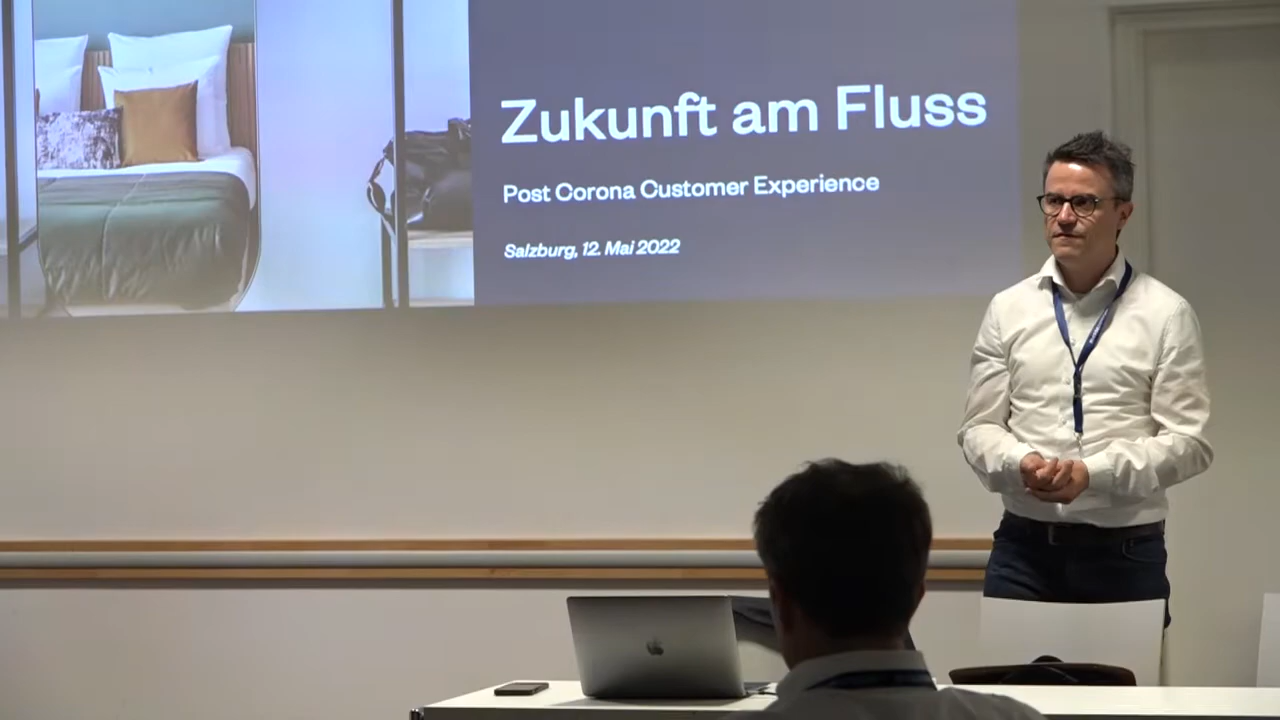 Zukunft am Fluss
Post Corona Customer Experience
Salzburg, 12. Mai 2022